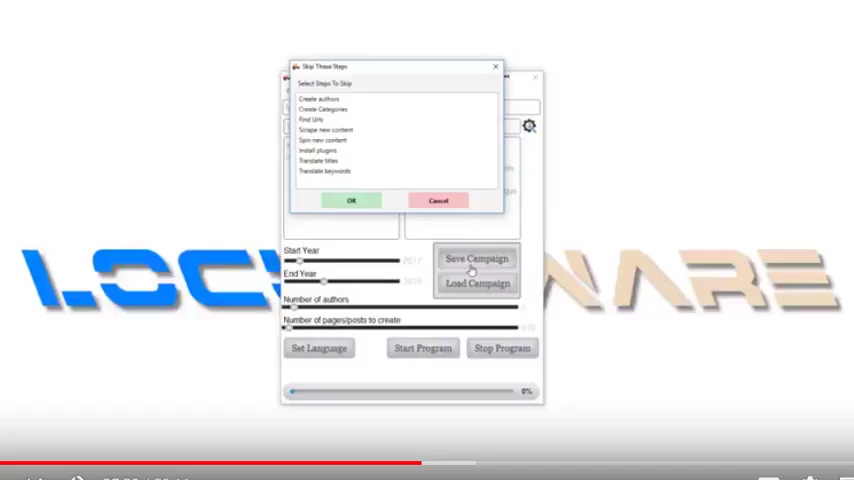 Skip These Steps
Select Steps To Skip
Create authors
Create Categories
Find Urls
Scrape new content
Spin new content
Install plugins
Translate titles
Translate keywords
OK
Cancel
Start Year
2017
Save Campaign
End Year
2019
Load Campaign
Number of authors
Number of pages/posts to create
Set Language
Start Program
Stop Program
0%